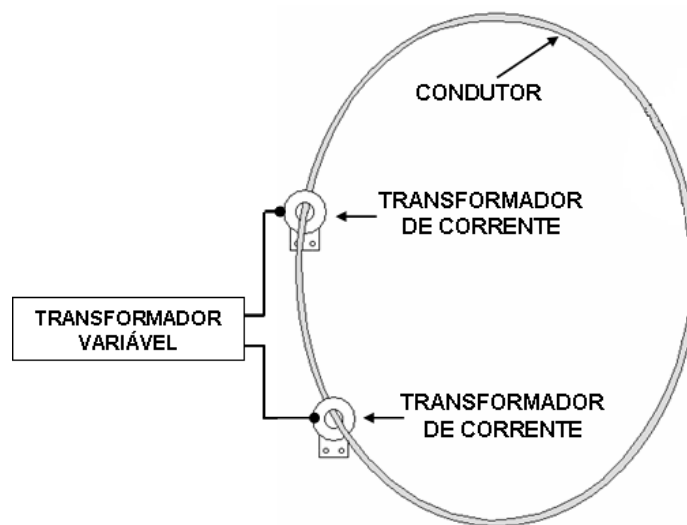 CONDUTOR
TRANSFORMADOR
DE CORRENTE
TRANSFORMADOR
VARIÁVEL
TRANSFORMADOR
DE CORRENTE